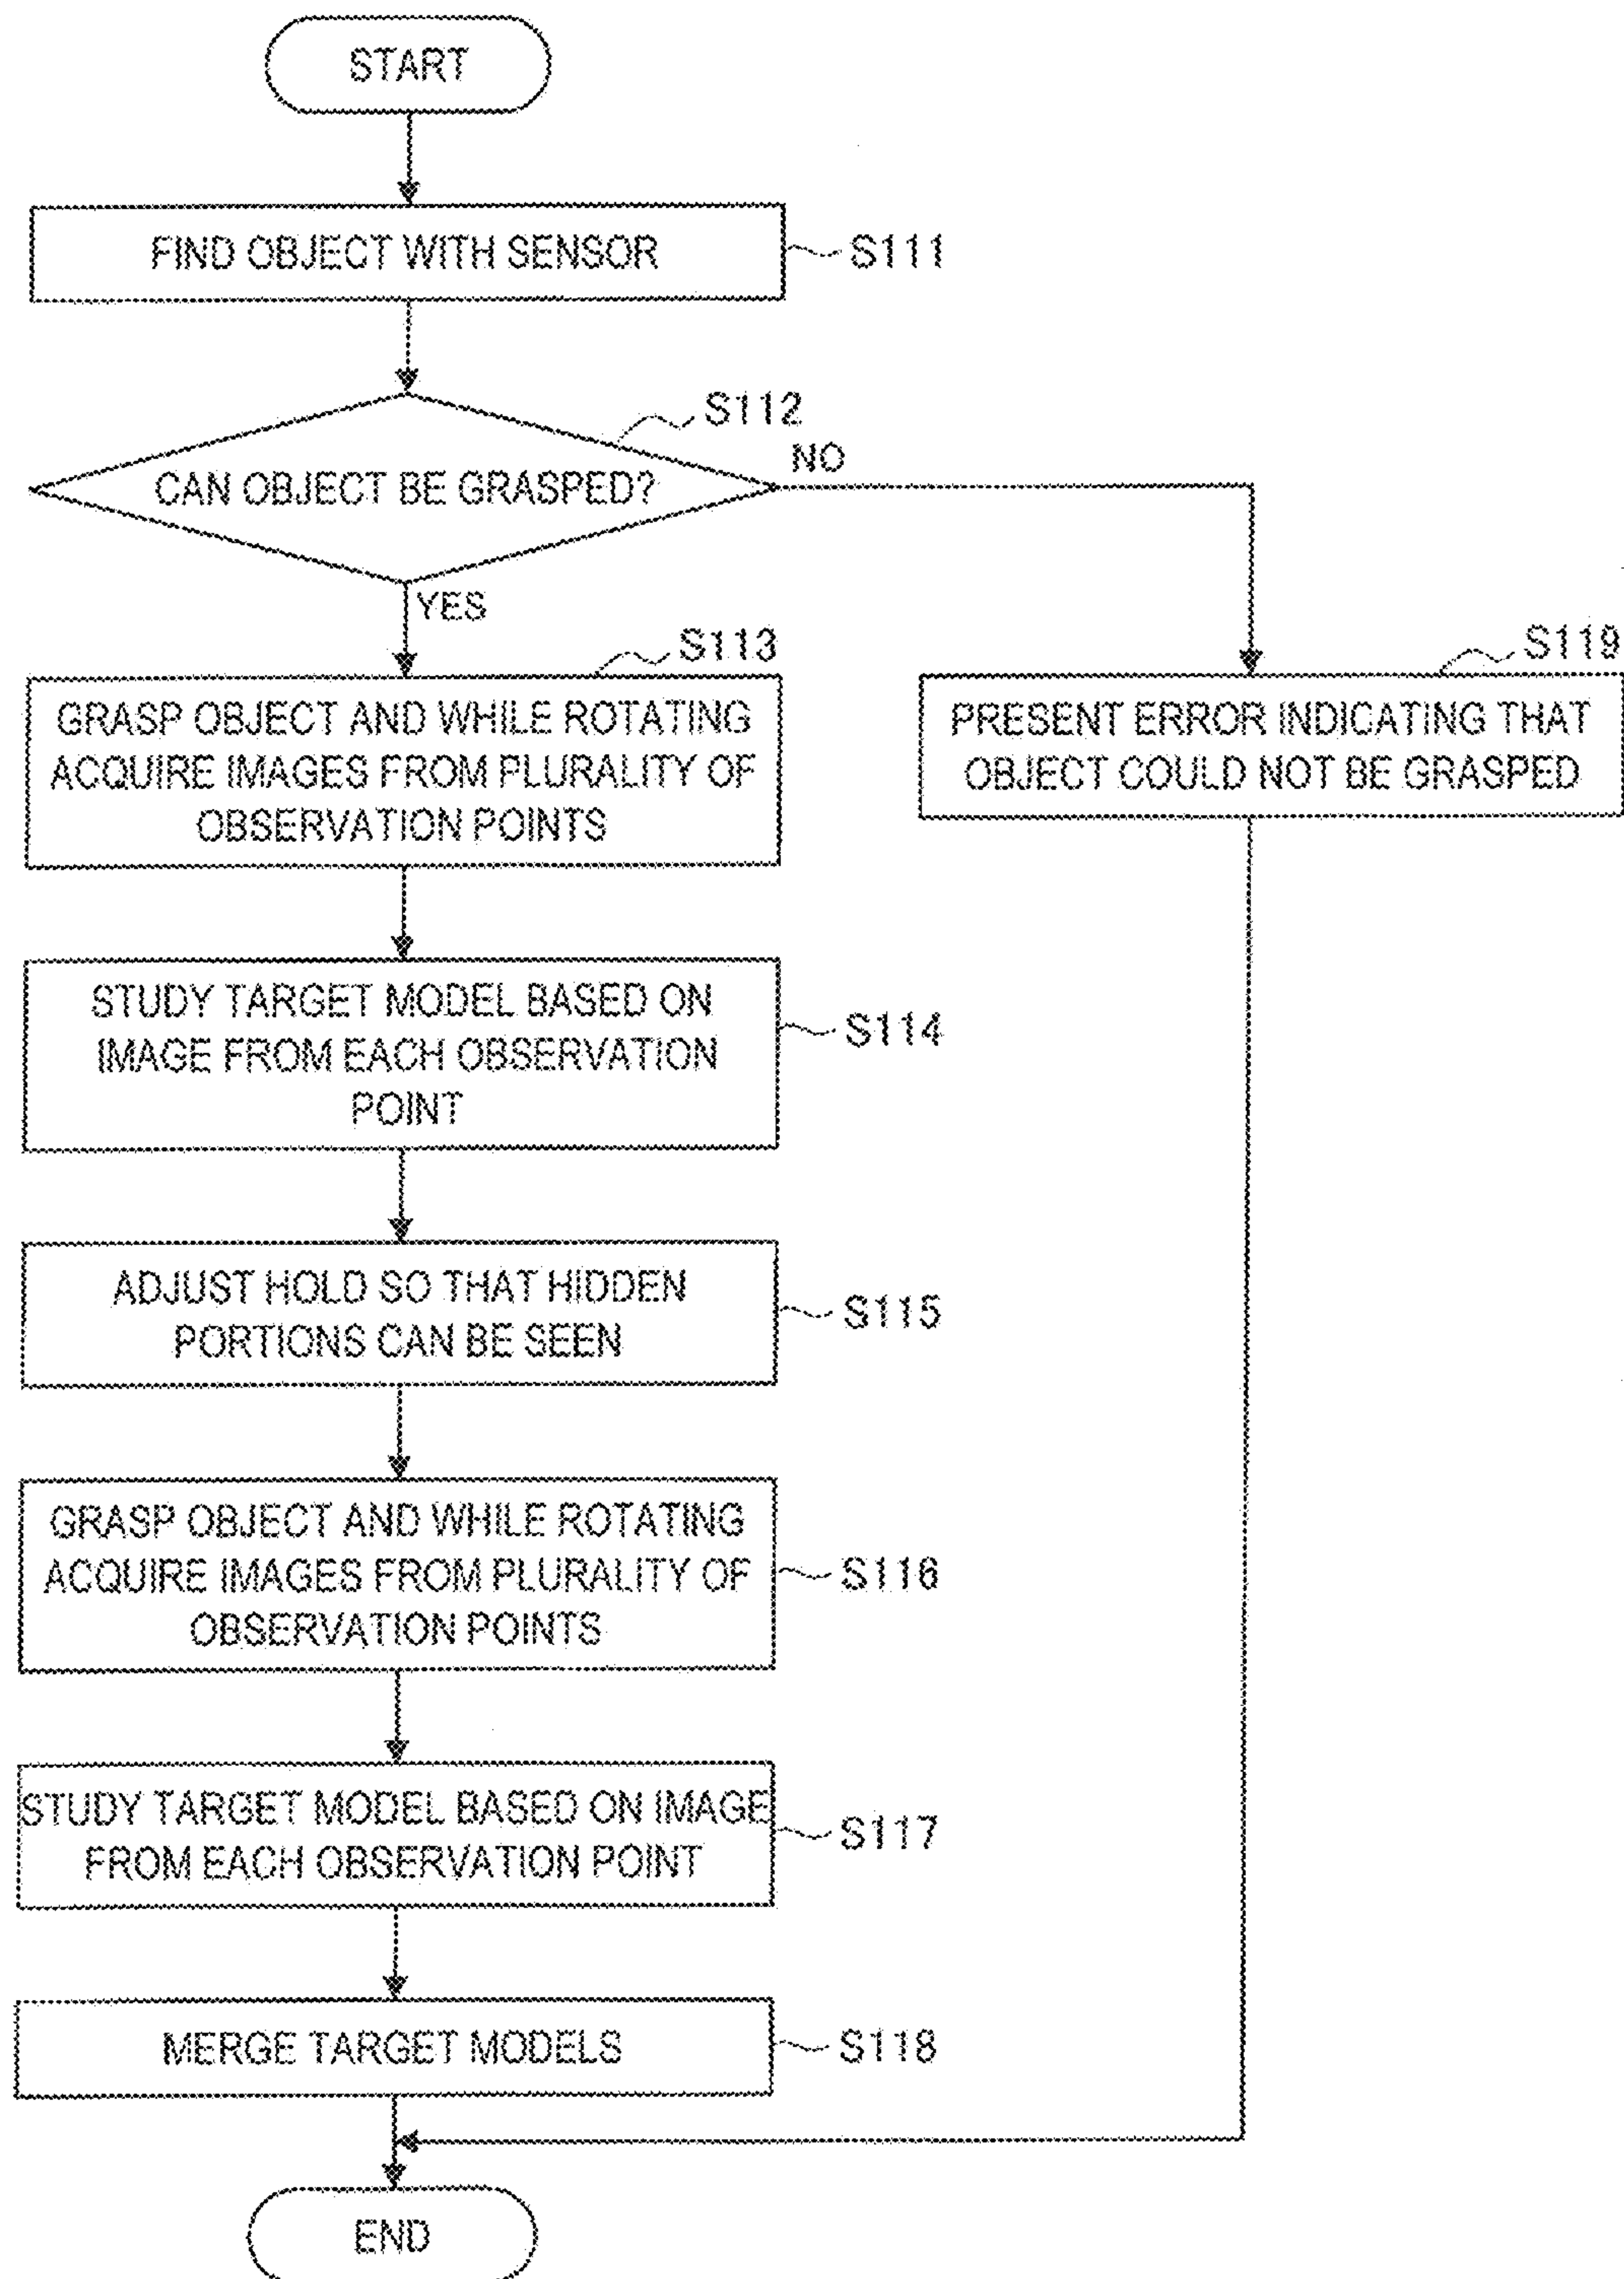 START
FIND OBJECT WITH SENSOR
S111
S112
CAN OBJECT BE GRASPED?
NO
YES
S113
GRASP OBJECT AND WHILE ROTATING
ACQUIRE IMAGES FROM PLURALITY OF
OBSERVATION POINTS
S119
PRESENT ERROR INDICATING THAT
OBJECT COULD NOT BE GRASPED
STUDY TARGET MODEL BASED ON
IMAGE FROM EACH OBSERVATION
POINT
S114
ADJUST HOLD SO THAT HIDDEN
PORTIONS CAN BE SEEN
S115
GRASP OBJECT AND WHILE ROTATING
ACQUIRE IMAGES FROM PLURALITY OF
OBSERVATION POINTS
S116
STUDY TARGET MODEL BASED ON IMAGE
FROM EACH OBSERVATION POINT
S117
MERGE TARGET MODELS
S118
END